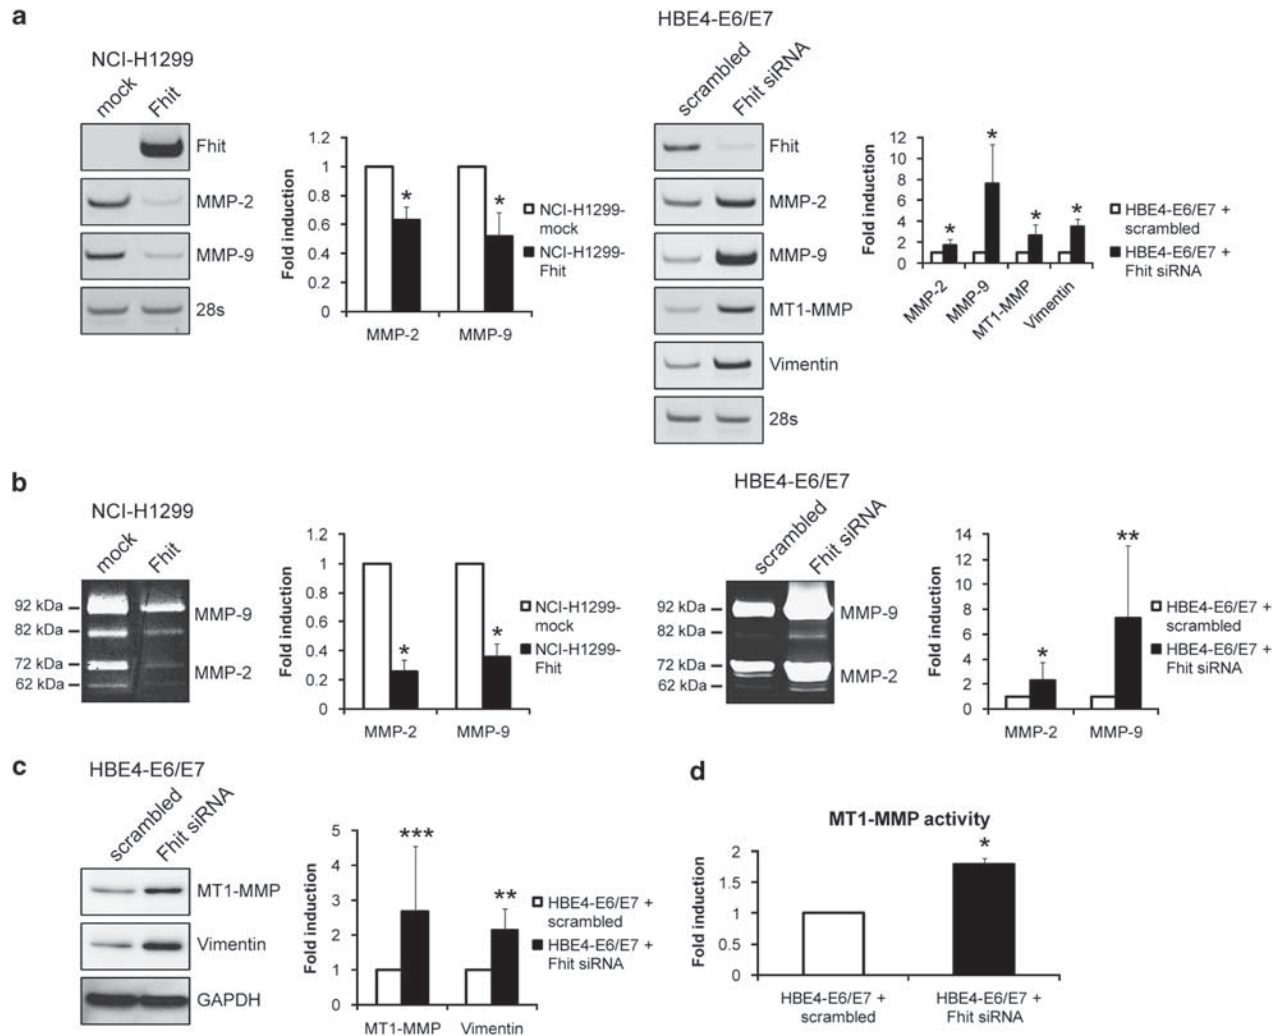 a
NCI-H1299
mock
Fhit
Fhit
MMP-2
MMP-9
28s
Fold induction
1.2
1
0.8
0.6
0.4
0.2
0
*
*
MMP-2
MMP-9
NCI-H1299-
mock
NCI-H1299-
Fhit
HBE4-E6/E7
scrambled
Fhit siRNA
Fhit
MMP-2
MMP-9
MT1-MMP
Vimentin
28s
Fold induction
12
10
8
6
4
2
0
*
*
*
*
MMP-2
MMP-9
MT1-MMP
Vimentin
HBE4-E6/E7 +
scrambled
HBE4-E6/E7 +
Fhit siRNA
b
NCI-H1299
mock
Fhit
92 kDa
82 kDa
72 kDa
62 kDa
MMP-9
MMP-2
Fold induction
1.2
1
0.8
0.6
0.4
0.2
0
*
*
MMP-2
MMP-9
NCI-H1299-
mock
NCI-H1299-
Fhit
HBE4-E6/E7
scrambled
Fhit siRNA
92 kDa
82 kDa
72 kDa
62 kDa
MMP-9
MMP-2
Fold induction
14
12
10
8
6
4
2
0
*
**
MMP-2
MMP-9
HBE4-E6/E7 +
scrambled
HBE4-E6/E7 +
Fhit siRNA
c
HBE4-E6/E7
scrambled
Fhit siRNA
MT1-MMP
Vimentin
GAPDH
Fold induction
5
4
3
2
1
0
***
**
MT1-MMP
Vimentin
HBE4-E6/E7 +
scrambled
HBE4-E6/E7 +
Fhit siRNA
d
MT1-MMP activity
Fold induction
2
1.5
1
0.5
0
*
HBE4-E6/E7 +
scrambled
HBE4-E6/E7 +
Fhit siRNA